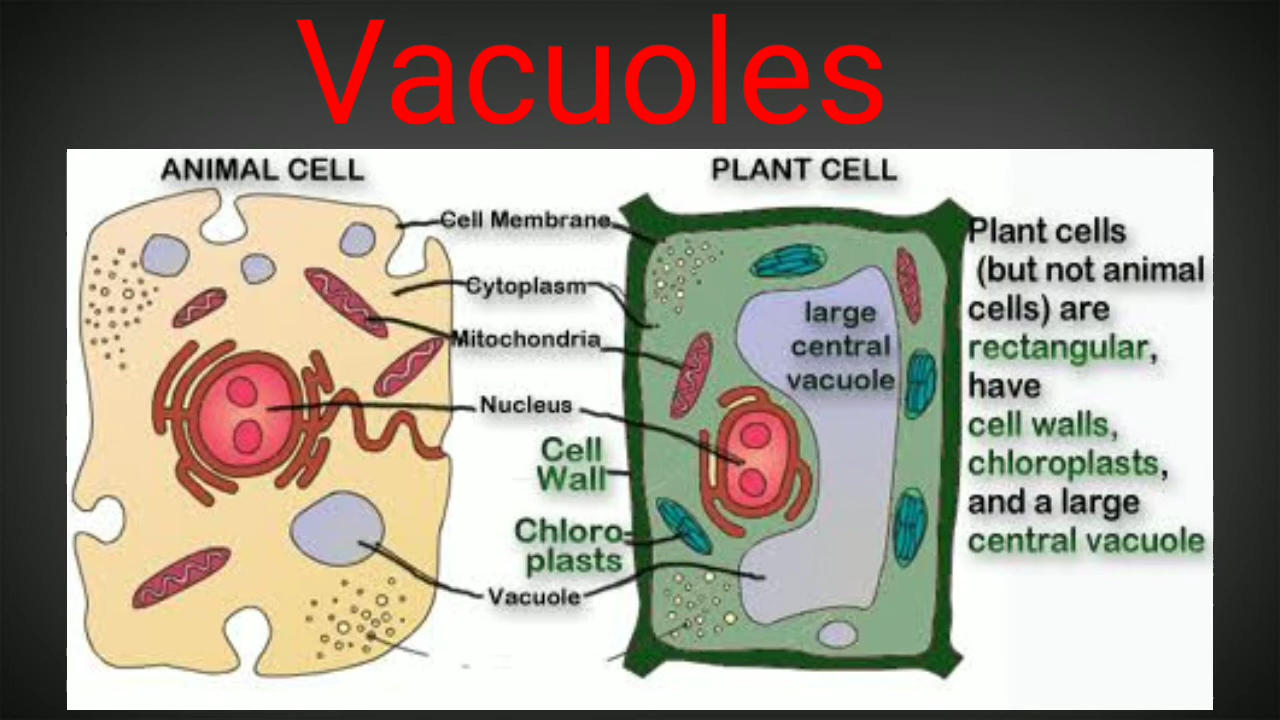 Vacuoles
ANIMAL CELL
PLANT CELL
Cell Membrane
Cytoplasm
Mitochondria
Nucleus
Cell
Wall
Chloro
plasts
Vacuole
large
central
vacuole
Plant cells
(but not animal
cells) are
rectangular,
have
cell walls,
chloroplasts,
and a large
central vacuole